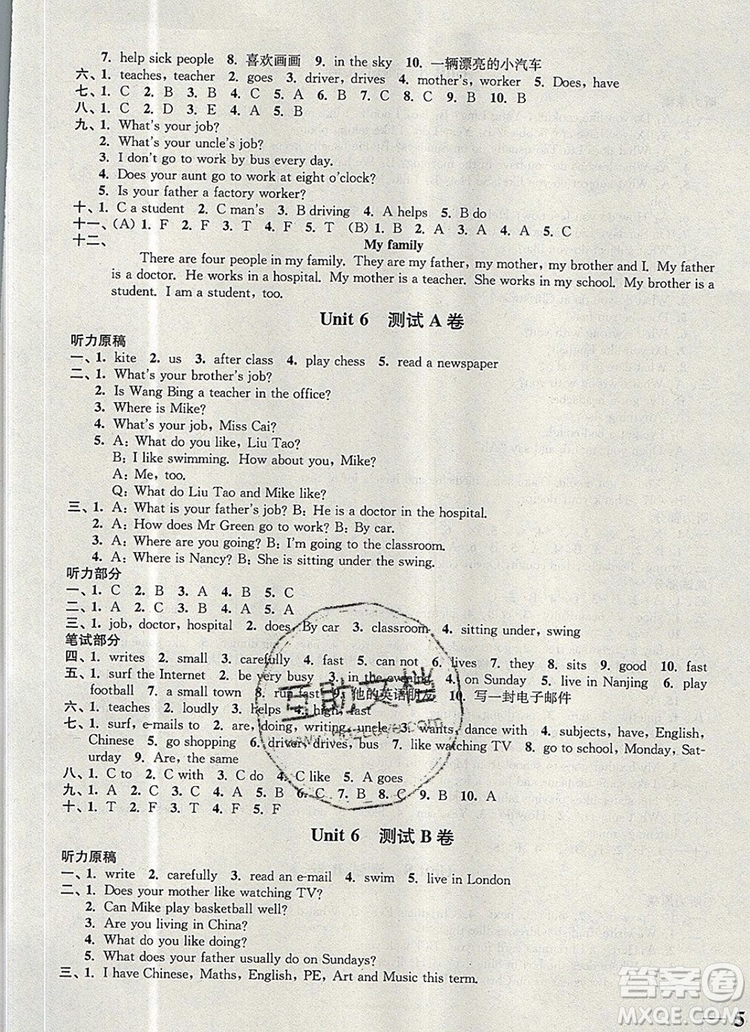 7. help sick people  8. 喜欢画画  9. in the sky  10. 一辆漂亮的小汽车
六、1. teaches, teacher  2. goes  3. driver, drives  4. mother's, worker  5. Does, have
七、1. C  2. B  3. B  4. C  5. B  6. C  7. A  8. C  9. B  10. B
八、1. C  2. D  3. E  4. A  5. B
九、1. What's your job?
2. What's your uncle's job?
3. I don't go to work by bus every day.
4. Does your aunt go to work at eight o'clock?
5. Is your father a factory worker?
十、1. C a student  2. C man's  3. B driving  4. A helps  5. B do
十一、(A) 1. F  2. F  3. T  4. F  5. T  (B) 1. C  2. B  3. A  4. A  5. C
十二、 My family
There are four people in my family. They are my father, my mother, my brother and I. My father
is a doctor. He works in a hospital. My mother is a teacher. She works in my school. My brother is a
student. I am a student, too.
Unit 6 测试 A 卷
听力原稿
一、1. kite  2. us  3. after class  4. play chess  5. read a newspaper
二、1. What's your brother's job?
2. Is Wang Bing a teacher in the office?
3. Where is Mike?
4. What's your job, Miss Cai?
5. A: What do you like, Liu Tao?
B: I like swimming. How about you, Mike?
A: Me, too.
Q: What do Liu Tao and Mike like?
三、1. A: What is your father's job? B: He is a doctor in the hospital.
2. A: How does Mr Green go to work? B: By car.
3. A: Where are you going? B: I'm going to the classroom.
4. A: Where is Nancy? B: She is sitting under the swing.
听力部分
一、1. C  2. B  3. A  4. B  5. C
二、1. C  2. A  3. B  4. B  5. A
三、1. job, doctor, hospital  2. does, By car  3. classroom  4. sitting under, swing
笔试部分
四、1. writes  2. small  3. carefully  4. fast  5. can not  6. let us  7. they  8. sit  9. his  10. do not
五、1. surf the Internet  2. be very busy  3. in the evening  4. on Sunday  5. live in Nanjing  6. play
football  7. a small town  8. run fast  9. 他的英语朋友  10. 写一封电子邮件
六、1. teaches  2. loudly  3. helps  4. high, fast
七、1. surf, e-mails to  2. are, doing, writing, uncle  3. wants, dance with  4. subjects, have, English,
Chinese  5. go shopping  6. driver, drives, bus  7. like watching TV  8. go to school, Monday, Sat-
urday  9. Are, the same
八、1. C to  2. C  3. C do  4. C like  5. A goes
九、1. A  2. C  3. C  4. C  5. A  6. C  7. B  8. C  9. B  10. A
十、1. T  2. F  3. T  4. F  5. F
Unit 6 测试 B 卷
听力原稿
一、1. write  2. carefully  3. read an e-mail  4. swim  5. live in London
二、1. Does your mother like watching TV?
2. Can Mike play basketball well?
3. Are you living in China?
4. What do you like doing?
5. What does your father usually do on Sundays?
三、1. I have Chinese, Maths, English, PE, Art and Music this term.
答案卷
MXQE.COM
— 5